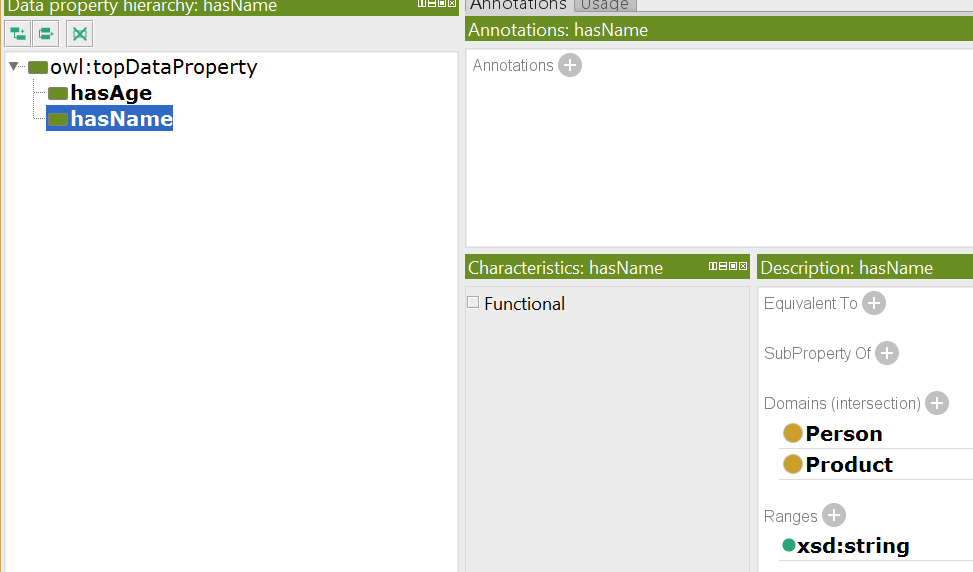 Data property hierarchy: hasName
owl:topDataProperty
hasAge
hasName
Annotations Usage
Annotations: hasName
Annotations
Characteristics: hasName
Functional
Description: hasName
Equivalent To
SubProperty Of
Domains (intersection)
Person
Product
Ranges
xsd:string